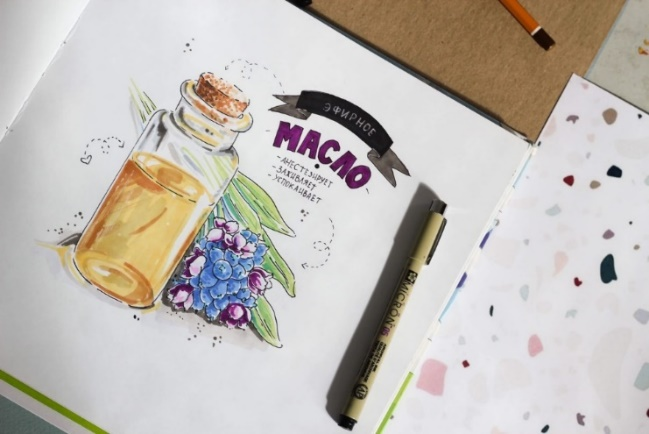 ЭФИРНОЕ
МАСЛО
- АНЕСТЕЗИРУЕТ
- ЗАЖИВЛЯЕТ
- УСПОКАИВАЕТ
MICRON